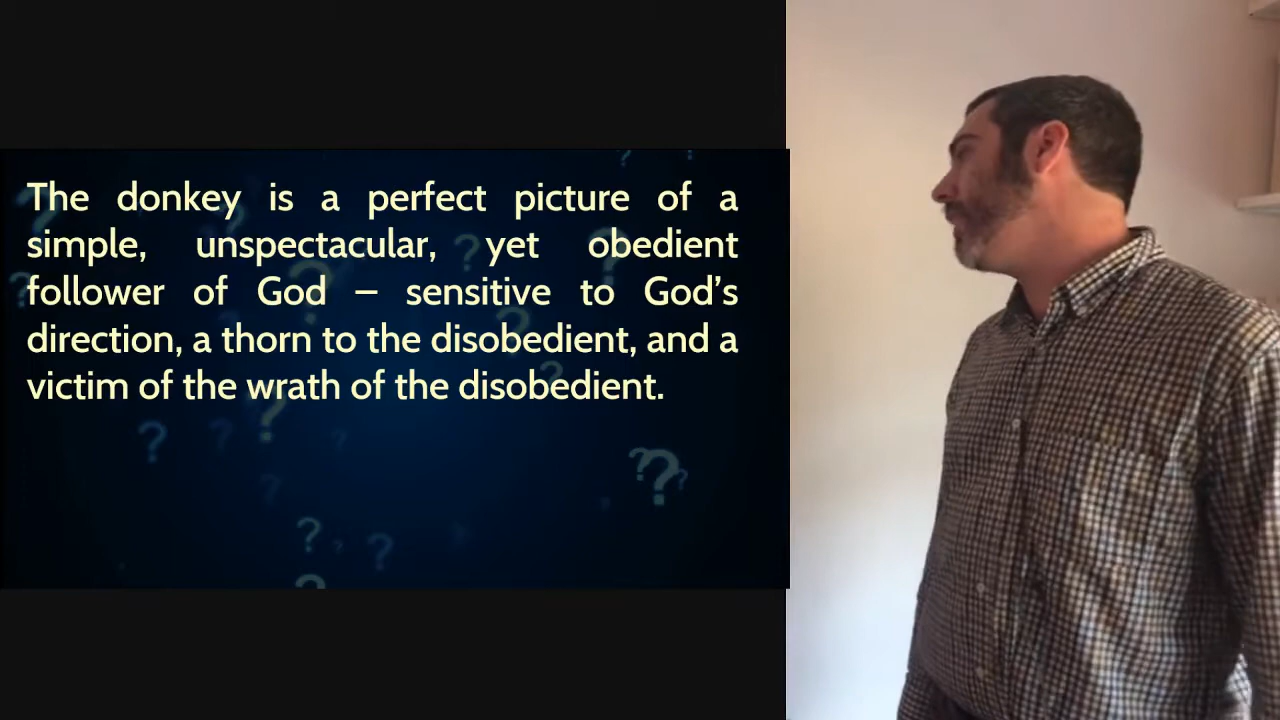 The donkey is a perfect picture of a
simple, unspectacular, yet obedient
follower of God – sensitive to God’s
direction, a thorn to the disobedient, and a
victim of the wrath of the disobedient.